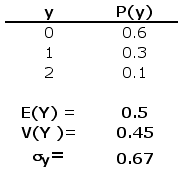 y P(y)
0 0.6
1 0.3
2 0.1
E(Y) = 0.5
V(Y )= 0.45
σy= 0.67